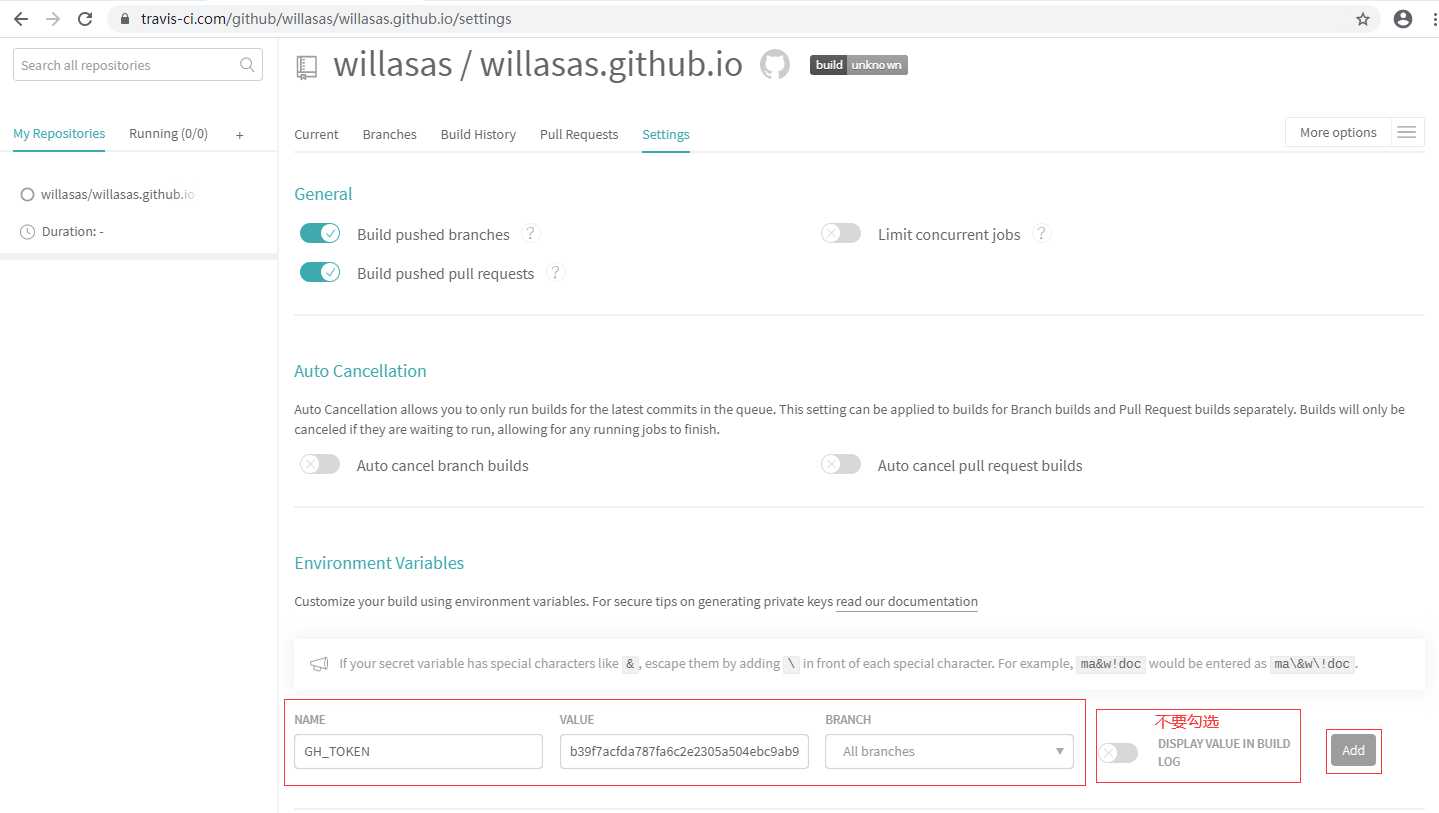 travis-ci.com/github/willasas/willasas.github.io/settings
Search all repositories
My Repositories Running (0/0) +
willasas/willasas.github.io
Duration: -
willasas / willasas.github.io build unknown
Current Branches Build History Pull Requests Settings More options
General
Build pushed branches ? Limit concurrent jobs ?
Build pushed pull requests ?
Auto Cancellation
Auto Cancellation allows you to only run builds for the latest commits in the queue. This setting can be applied to builds for Branch builds and Pull Request builds separately. Builds will only be
canceled if they are waiting to run, allowing for any running jobs to finish.
Auto cancel branch builds Auto cancel pull request builds
Environment Variables
Customize your build using environment variables. For secure tips on generating private keys read our documentation
If your secret variable has special characters like &, escape them by adding \ in front of each special character. For example, ma&w!doc would be entered as ma\&w\!doc.
NAME VALUE BRANCH 不要勾选
GH_TOKEN b39f7acfda787fa6c2e2305a504ebc9ab9 All branches DISPLAY VALUE IN BUILD
LOG
Add